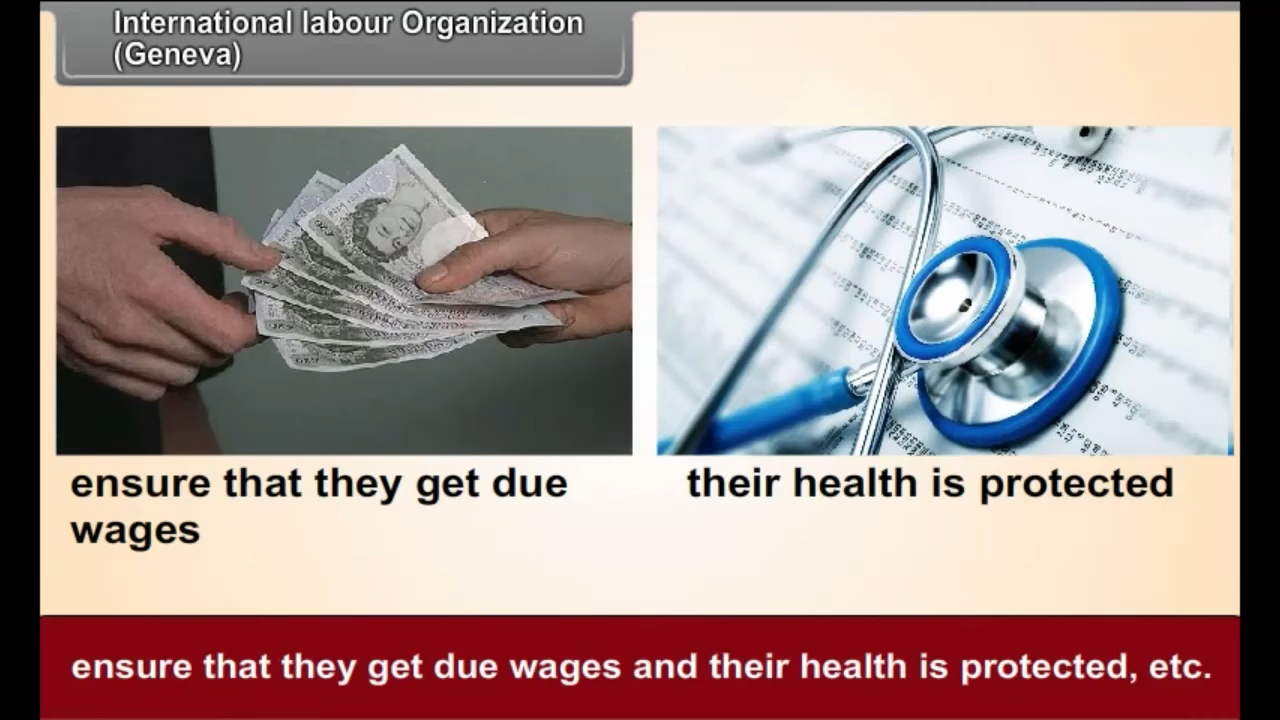 International labour Organization
(Geneva)
ensure that they get due
wages
their health is protected
ensure that they get due wages and their health is protected, etc.